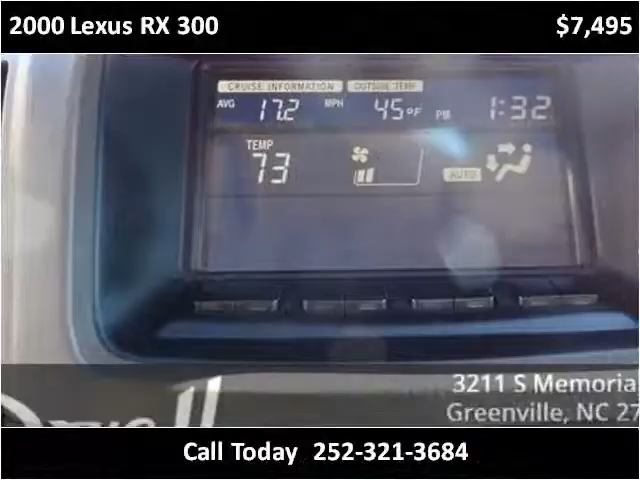 2000 Lexus RX 300 $7,495
CRUISE INFORMATION OUTSIDE TEMP
AVG 17.2 MPH 45°F PM 1:32
TEMP
73
AUTO
3211 S Memoria
Greenville, NC 27
Call Today 252-321-3684